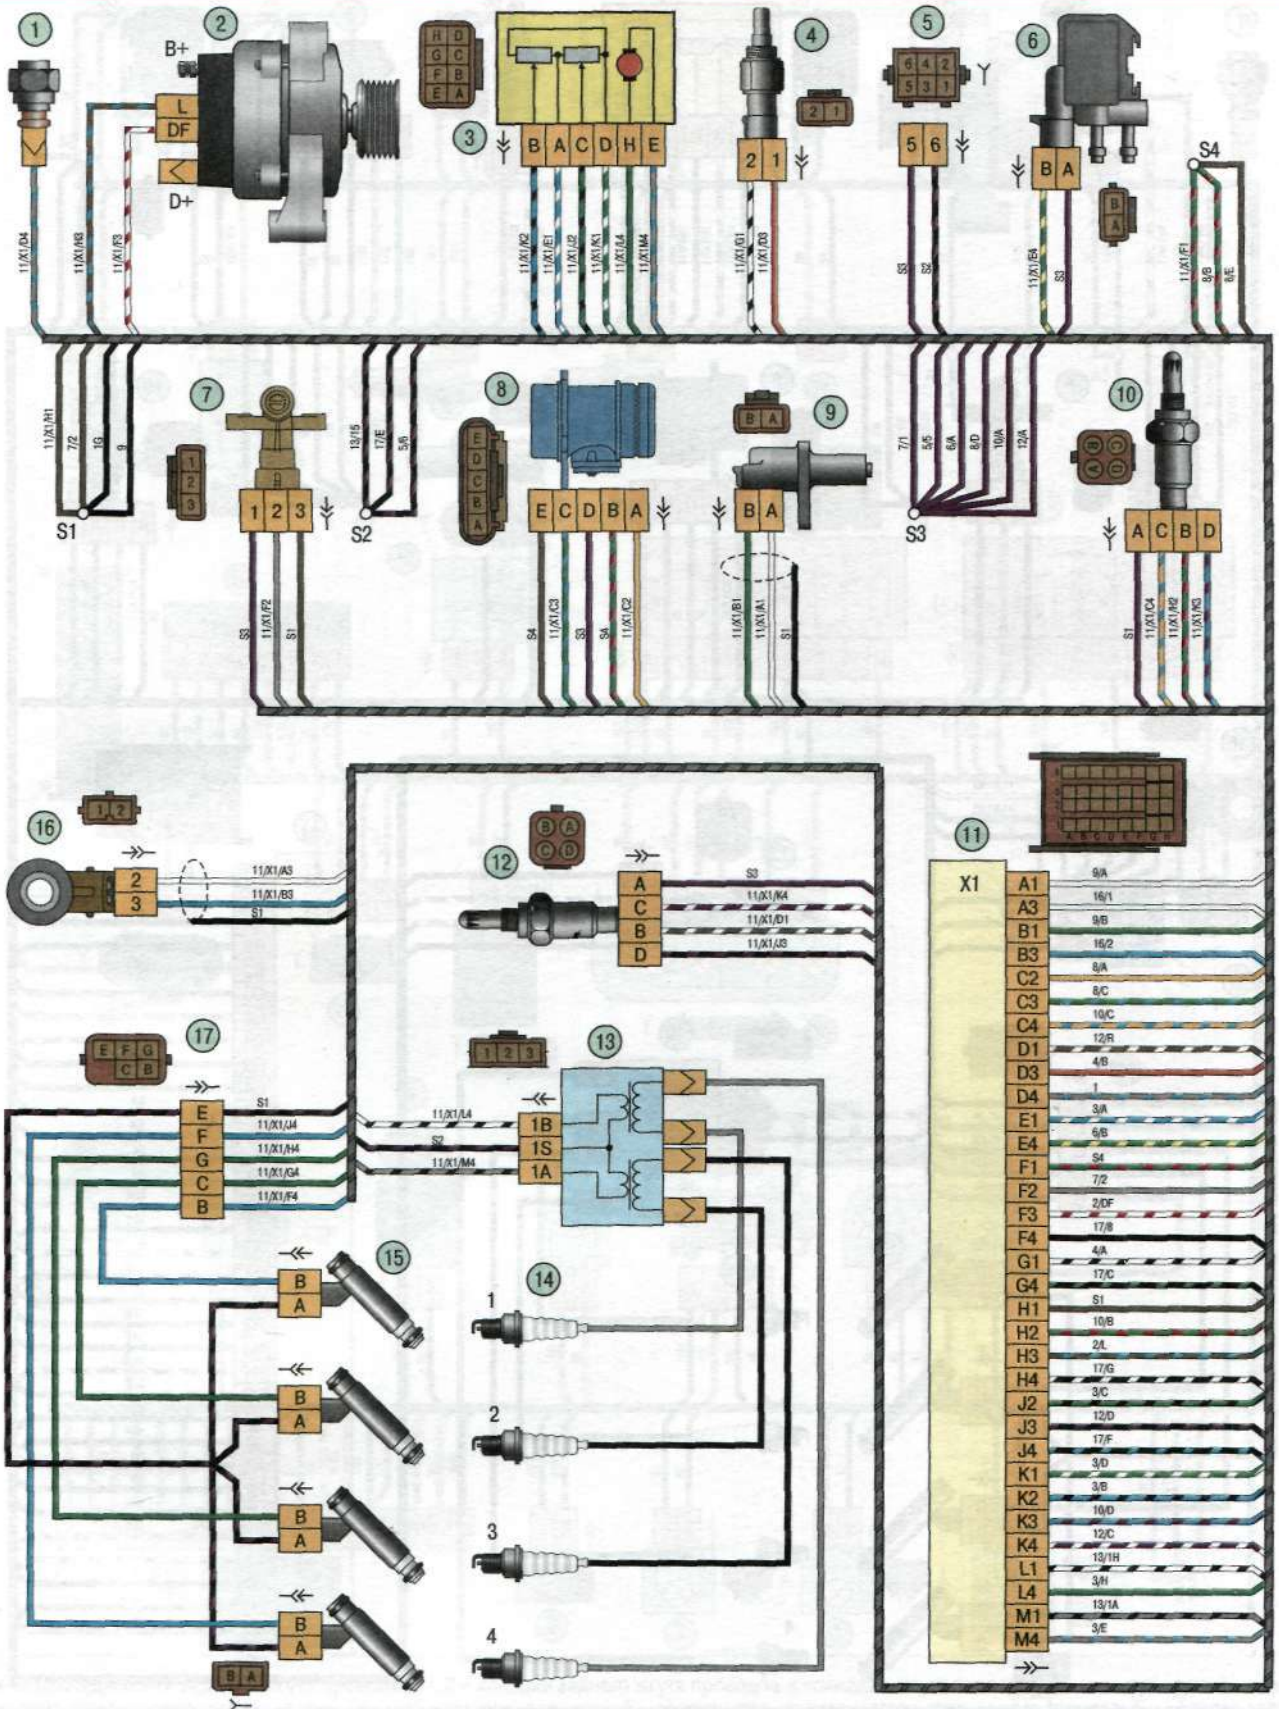 1
2
B+
L
DF
D+
H D
G C
F B
E A
3
B A C D H E
4
2 1
2 1
5
6 4 2
5 3 1
5 6
6
B A
B
A
S4
11/X1/D4
11/X1/H3
11/X1/F3
11/X1/K2
11/X1/E1
11/X1/J2
11/X1/K1
11/X1/L4
11/X1M4
11/X1/G1
11/X1/D3
S3
S2
11/X1/E4
S3
11/X1/F1
8/B
8/E
11/X1/H1
7/2
1G
9
S1
7
1
2
3
1 2 3
13/15
17/E
5/6
S2
8
E
D
C
B
A
E C D B A
9
B A
B A
7/1
5/5
6/A
8/D
10/A
12/A
S3
10
B C
A D
A C B D
S3
11/X1/F2
S1
S4
11/X1/C3
S3
SA
11/X1/C2
11/X1/B1
11/X1/A1
S1
S1
11/X1/C4
11/X1/H2
11/X1/K3
16
1 2
2
3
11/X1/A3
11/X1/B3
S1
12
B A
C D
A
C
B
D
S3
11/X1/K4
11/X1/D1
11/X1/J3
11
X1
A1 9/A
A3 16/1
B1 9/B
B3 16/2
C2 8/A
C3 8/C
C4 10/C
D1 12/R
D3 4/B
D4 1
E1 3/A
E4 6/B
F1 S4
F2 7/2
F3 2/DF
F4 17/8
G1 4/A
G4 17/C
H1 S1
H2 10/B
H3 2/L
H4 17/G
J2 3/C
J3 12/D
J4 17/F
K1 3/D
K2 3/B
K3 10/D
K4 12/C
L1 13/1H
L4 3/H
M1 13/1A
M4 3/E
17
E F G
C B
E S1
F 11/X1/J4
G 11/X1/H4
C 11/X1/G4
B 11/X1/F4
1 2 3
13
11/X1/L4 1B
S2 1S
11/X1/M4 1A
15
B
A
B
A
B
A
B
A
B A
14
1
2
3
4